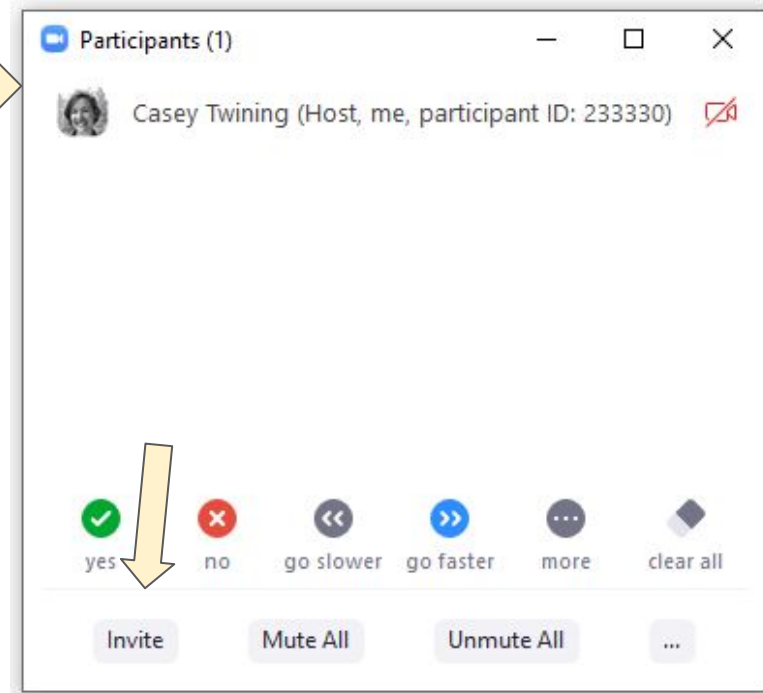 Participants (1)
Casey Twining (Host, me, participant ID: 233330)
yes no go slower go faster more clear all
Invite Mute All Unmute All ...